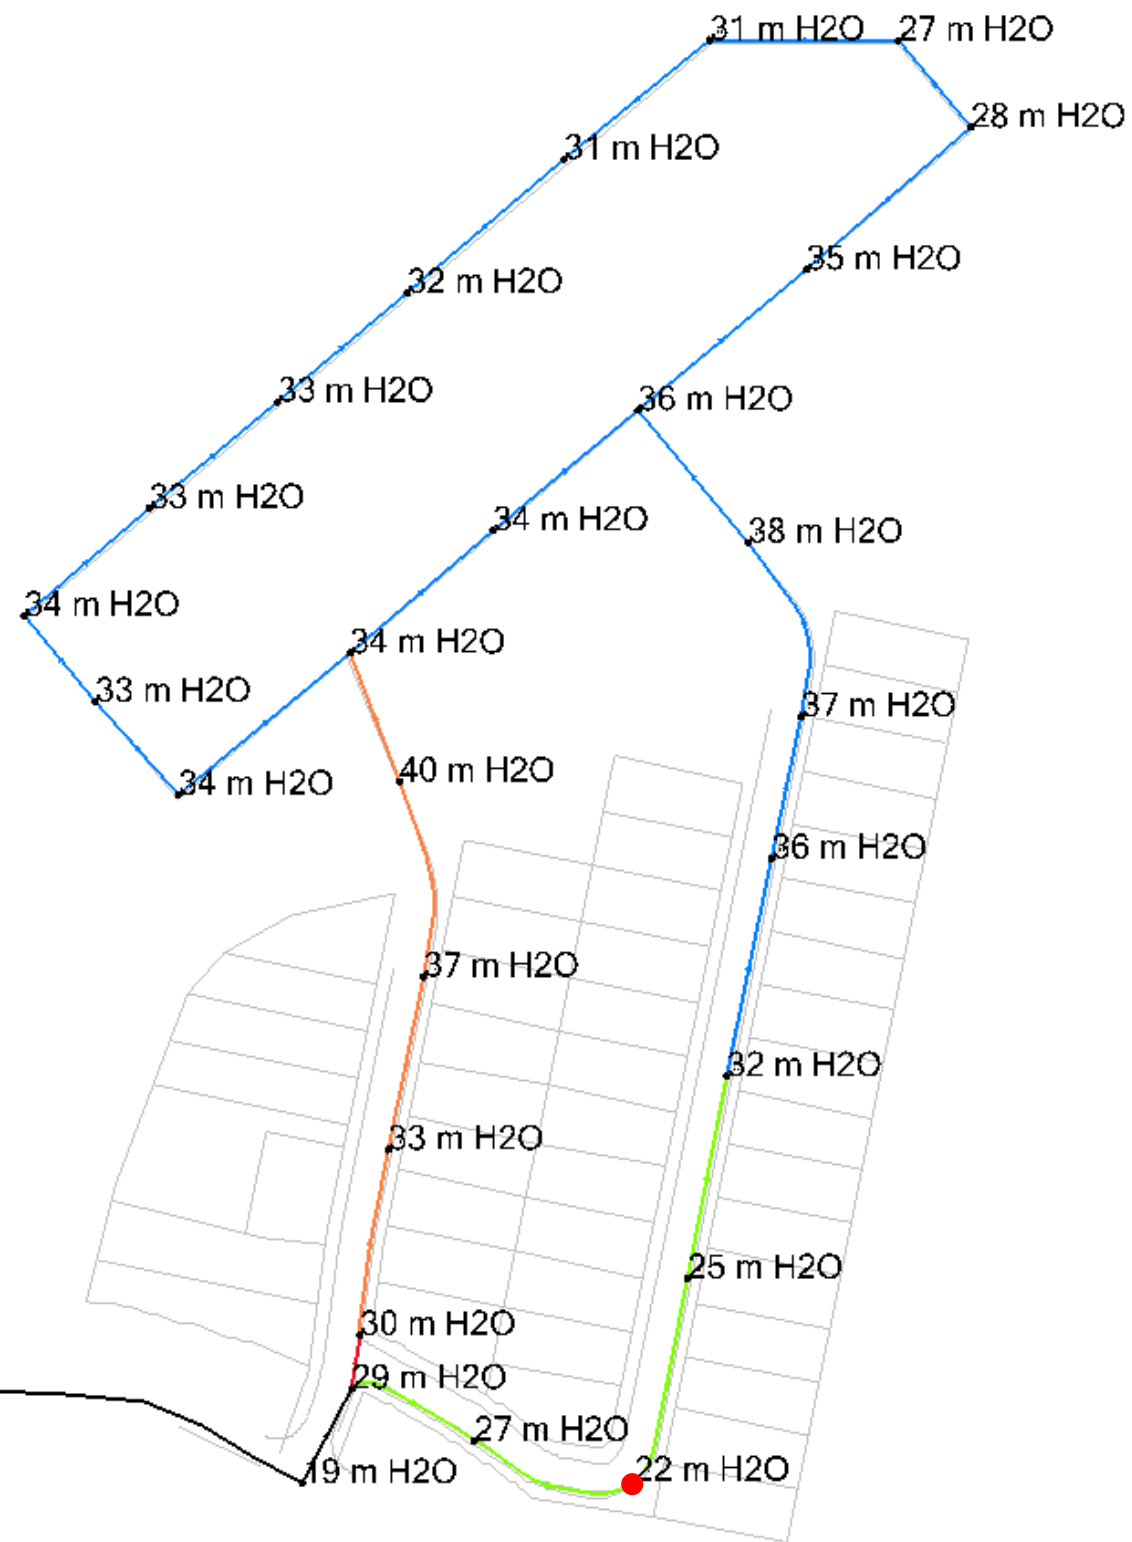 31 m H2O
27 m H2O
28 m H2O
31 m H2O
35 m H2O
32 m H2O
33 m H2O
36 m H2O
33 m H2O
34 m H2O
38 m H2O
34 m H2O
34 m H2O
33 m H2O
37 m H2O
40 m H2O
34 m H2O
36 m H2O
37 m H2O
32 m H2O
33 m H2O
25 m H2O
30 m H2O
29 m H2O
27 m H2O
19 m H2O
22 m H2O